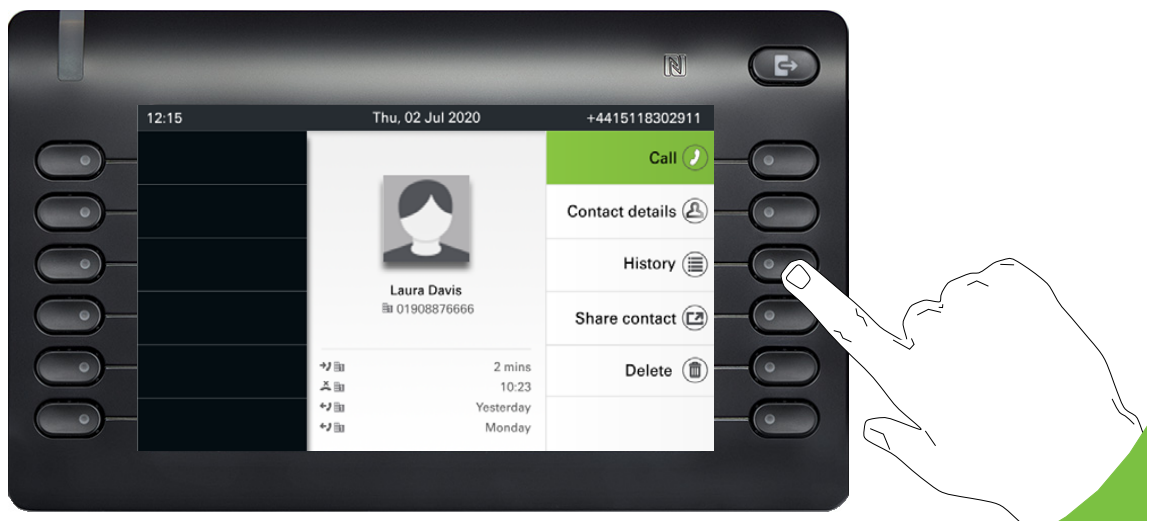 12:15
Thu, 02 Jul 2020
+4415118302911
Call
Contact details
History
Share contact
Delete
Laura Davis
01908876666
2 mins
10:23
Yesterday
Monday